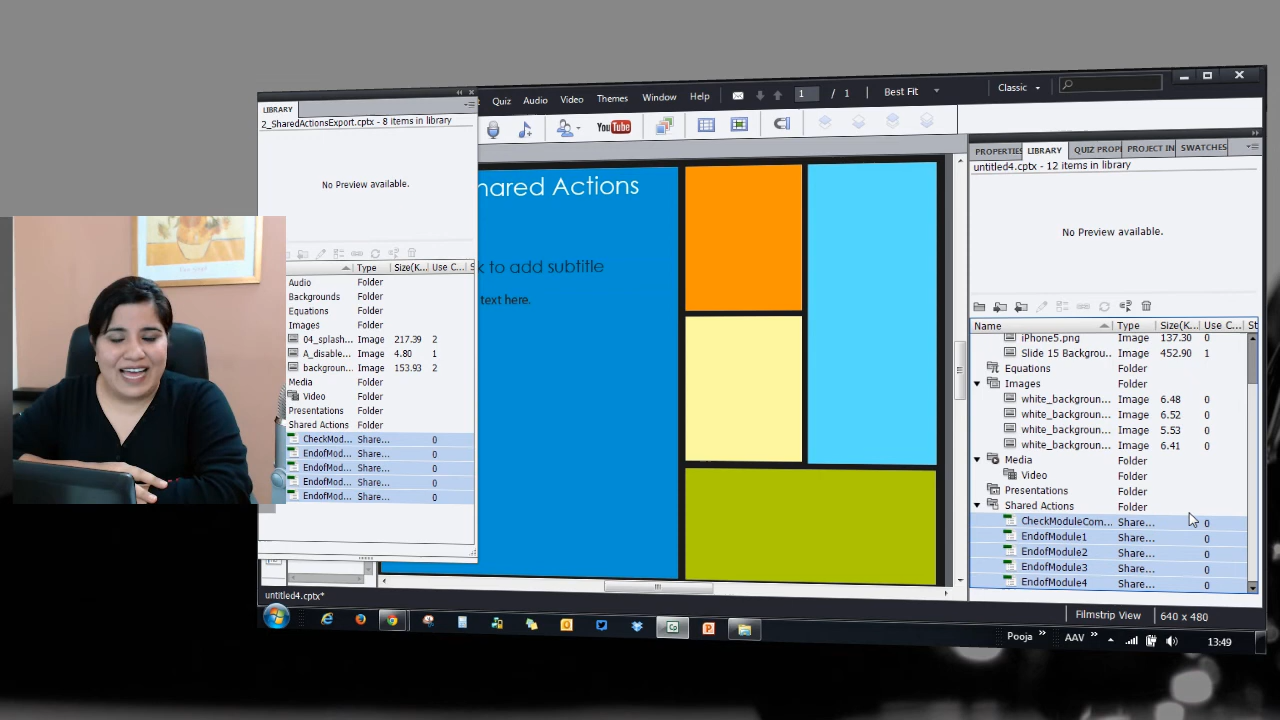 Quiz Audio Video Themes Window Help 1 / 1 Best Fit Classic
LIBRARY
2_SharedActionsExport.cptx - 8 items in library
YouTube
No Preview available.
Type Size(K... Use C... S
Audio Folder
Backgrounds Folder
Equations Folder
Images Folder
04_splash... Image 217.39 2
A_disable... Image 4.80 1
backgroun... Image 153.93 2
Media Folder
Video Folder
Presentations Folder
Shared Actions Folder
CheckMod... Share... 0
EndofMod... Share... 0
EndofMod... Share... 0
EndofMod... Share... 0
EndofMod... Share... 0
hared Actions
k to add subtitle
text here.
PROPERTIES LIBRARY QUIZ PROPI PROJECT IN SWATCHES
untitled4.cptx - 12 items in library
No Preview available.
Name Type Size(K... Use C... St
iPhone5.png Image 137.30 0
Slide 15 Backgrou... Image 452.90 1
Equations Folder
Images Folder
white_backgroun... Image 6.48 0
white_backgroun... Image 6.52 0
white_backgroun... Image 5.53 0
white_backgroun... Image 6.41 0
Media Folder
Video Folder
Presentations Folder
Shared Actions Folder
CheckModuleCom... Share... 0
EndofModule1 Share... 0
EndofModule2 Share... 0
EndofModule3 Share... 0
EndofModule4 Share... 0
untitled4.cptx*
Filmstrip View 640 x 480
Pooja » AAV » 13:49